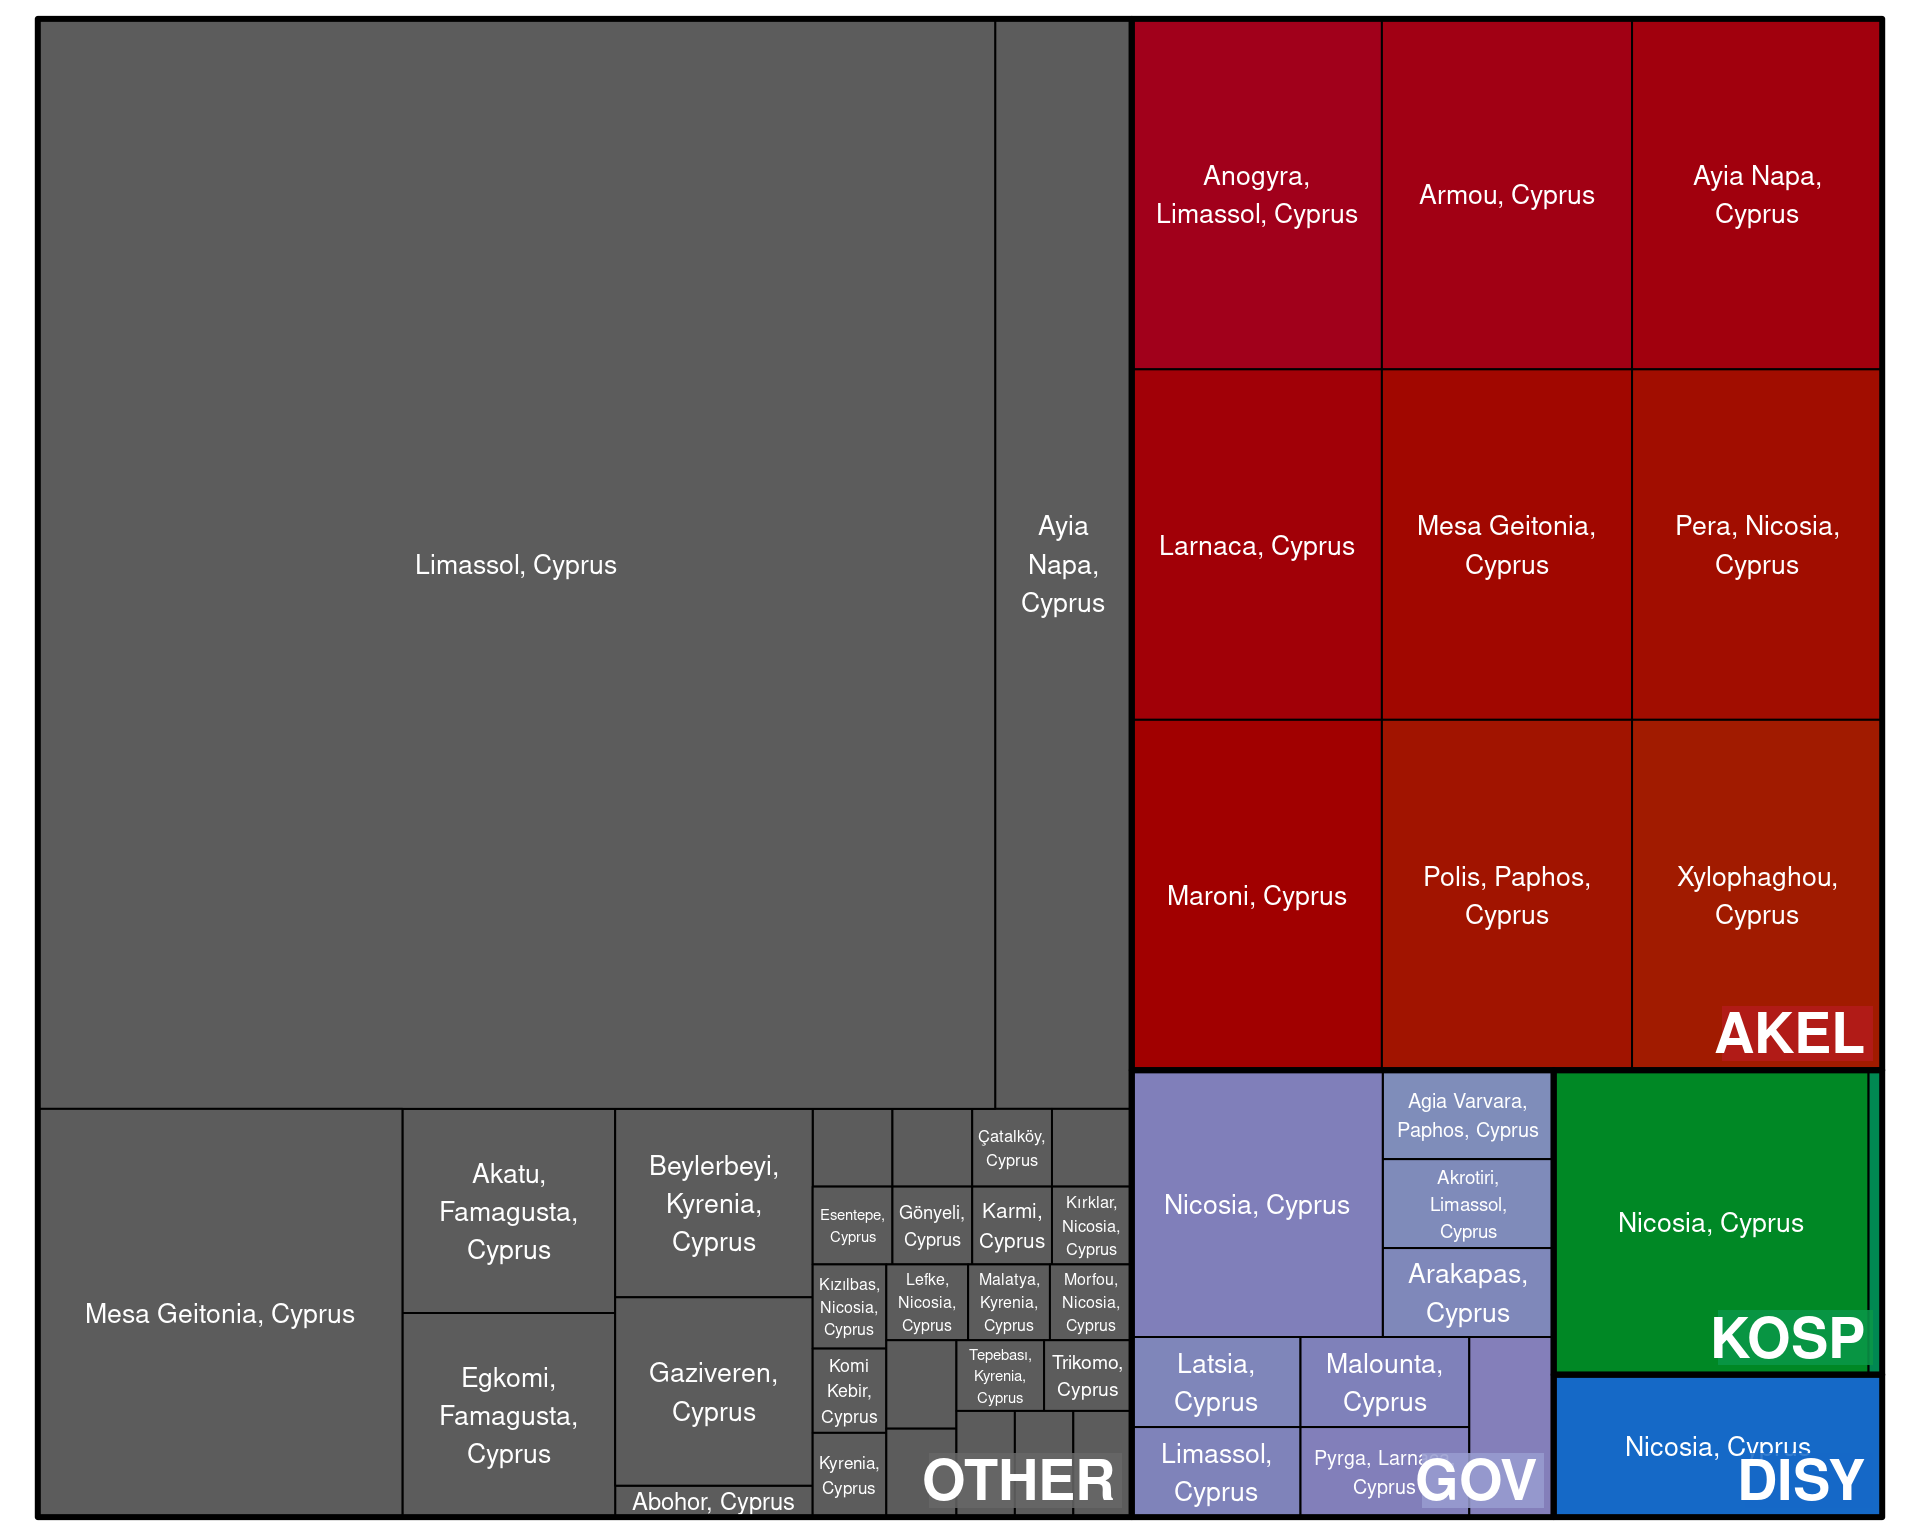 Limassol, Cyprus
Ayia
Napa,
Cyprus
Mesa Geitonia, Cyprus
Akatu,
Famagusta,
Cyprus
Egkomi,
Famagusta,
Cyprus
Beylerbeyi,
Kyrenia,
Cyprus
Gaziveren,
Cyprus
Abohor, Cyprus
Çatalköy,
Cyprus
Esentepe,
Cyprus
Gönyeli,
Cyprus
Karmi,
Cyprus
Kırklar,
Nicosia,
Cyprus
Kızılbas,
Nicosia,
Cyprus
Lefke,
Nicosia,
Cyprus
Malatya,
Kyrenia,
Cyprus
Morfou,
Nicosia,
Cyprus
Komi
Kebir,
Cyprus
Tepebası,
Kyrenia,
Cyprus
Trikomo,
Cyprus
Kyrenia,
Cyprus
OTHER
Anogyra,
Limassol, Cyprus
Armou, Cyprus
Ayia Napa,
Cyprus
Larnaca, Cyprus
Mesa Geitonia,
Cyprus
Pera, Nicosia,
Cyprus
Maroni, Cyprus
Polis, Paphos,
Cyprus
Xylophaghou,
Cyprus
AKEL
Nicosia, Cyprus
Agia Varvara,
Paphos, Cyprus
Akrotiri,
Limassol,
Cyprus
Arakapas,
Cyprus
Latsia,
Cyprus
Malounta,
Cyprus
Limassol,
Cyprus
Pyrga, Larnaca,
Cyprus
GOV
Nicosia, Cyprus
KOSP
Nicosia, Cyprus
DISY